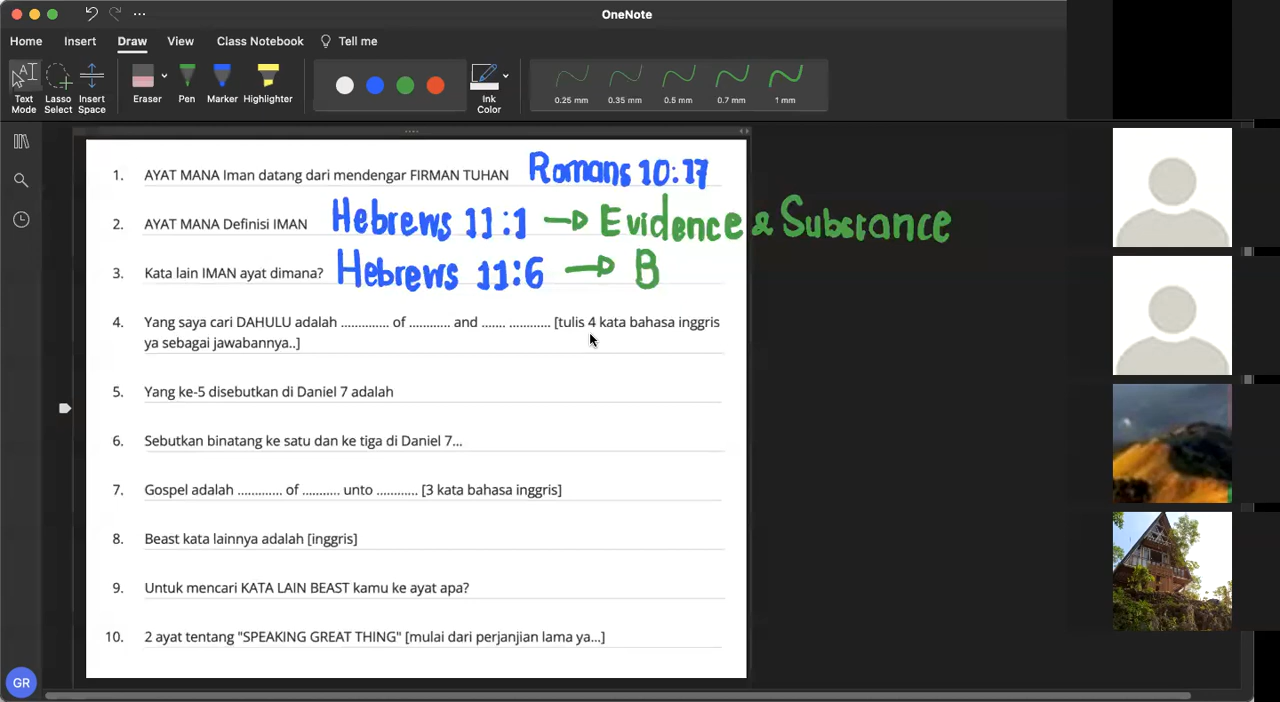 OneNote
Home Insert Draw View Class Notebook Tell me
Text Mode Lasso Select Insert Space Eraser Pen Marker Highlighter Ink Color 0.25 mm 0.35 mm 0.5 mm 0.7 mm 1 mm
1. AYAT MANA Iman datang dari mendengar FIRMAN TUHAN Romans 10:17
2. AYAT MANA Definisi IMAN Hebrews 11:1 → Evidence & Substance
3. Kata lain IMAN ayat dimana? Hebrews 11:6 → B
4. Yang saya cari DAHULU adalah .............. of ............ and ....... ............ [tulis 4 kata bahasa inggris
ya sebagai jawabannya..]
5. Yang ke-5 disebutkan di Daniel 7 adalah
6. Sebutkan binatang ke satu dan ke tiga di Daniel 7...
7. Gospel adalah ............. of ........... unto ............ [3 kata bahasa inggris]
8. Beast kata lainnya adalah [inggris]
9. Untuk mencari KATA LAIN BEAST kamu ke ayat apa?
10. 2 ayat tentang "SPEAKING GREAT THING" [mulai dari perjanjian lama ya...]
GR